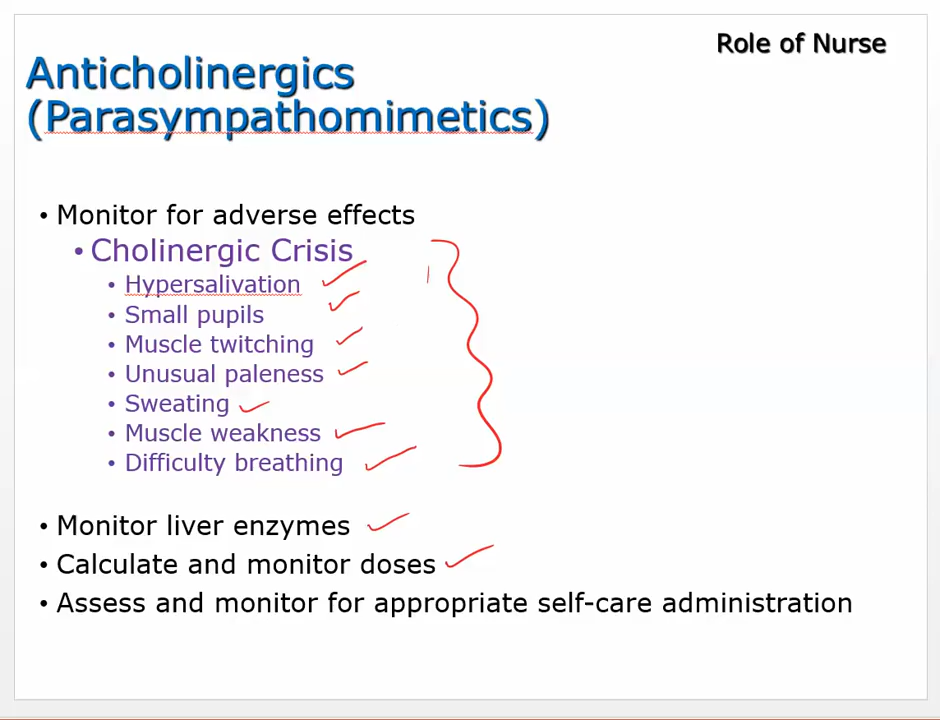 Role of Nurse
Anticholinergics
(Parasympathomimetics)
• Monitor for adverse effects
• Cholinergic Crisis
• Hypersalivation
• Small pupils
• Muscle twitching
• Unusual paleness
• Sweating
• Muscle weakness
• Difficulty breathing
• Monitor liver enzymes
• Calculate and monitor doses
• Assess and monitor for appropriate self-care administration